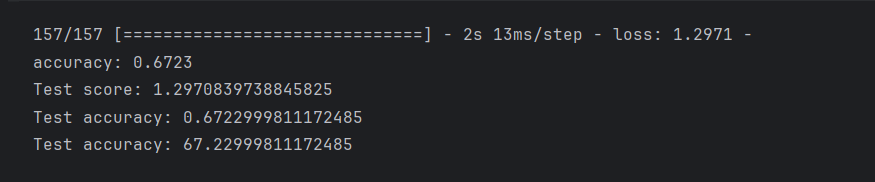 157/157 [==============================] - 2s 13ms/step - loss: 1.2971 -
accuracy: 0.6723
Test score: 1.2970839738845825
Test accuracy: 0.6722999811172485
Test accuracy: 67.22999811172485